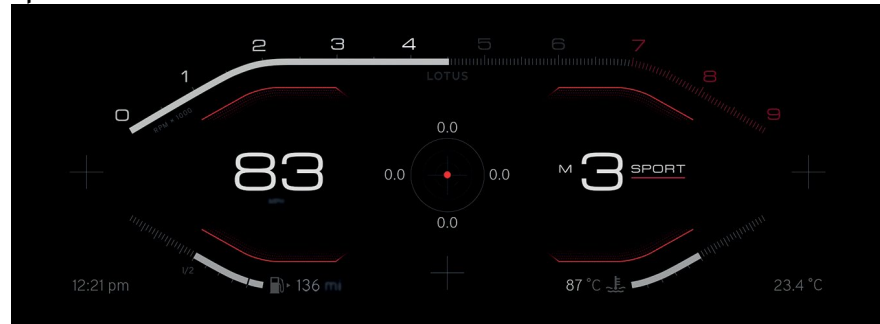 0 1 2 3 4 5 6 7 8 9
RPM × 1000
LOTUS
0.0
83
MPH
0.0 0.0
M 3 SPORT
0.0
1/2
12:21 pm
136 mi
87 °C
23.4 °C